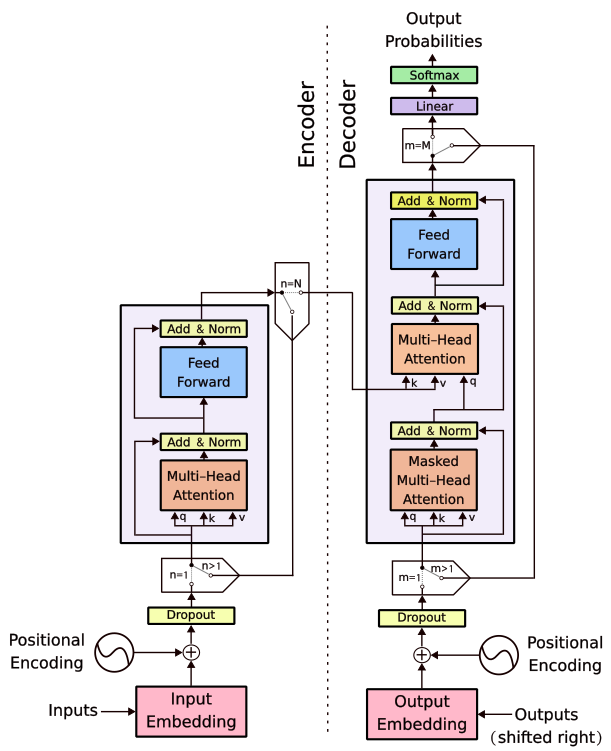 Output
Probabilities
Softmax
Linear
m=M
Encoder
Decoder
Add & Norm
Feed
Forward
n=N
Add & Norm
Multi–Head
Attention
k
v
q
Add & Norm
Feed
Forward
Add & Norm
Multi–Head
Attention
q
k
v
Add & Norm
Masked
Multi–Head
Attention
q
k
v
n=1
n>1
m=1
m>1
Dropout
Dropout
Positional
Encoding
Positional
Encoding
Inputs
Input
Embedding
Output
Embedding
Outputs
(shifted right)